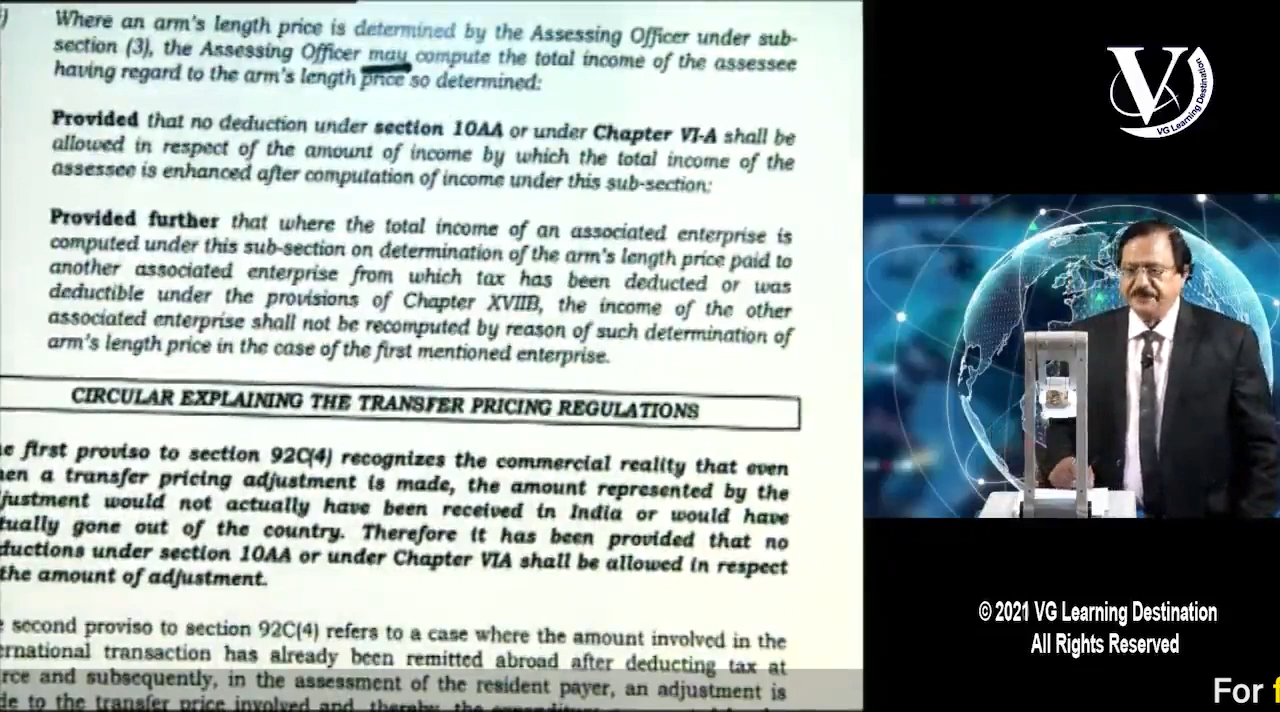 Where an arm's length price is determined by the Assessing Officer under sub-
section (3), the Assessing Officer may compute the total income of the assessee
having regard to the arm's length price so determined:
Provided that no deduction under section 10AA or under Chapter VI-A shall be
allowed in respect of the amount of income by which the total income of the
assessee is enhanced after computation of income under this sub-section:
Provided further that where the total income of an associated enterprise is
computed under this sub-section on determination of the arm's length price paid to
another associated enterprise from which tax has been deducted or was
deductible under the provisions of Chapter XVIIB, the income of the other
associated enterprise shall not be recomputed by reason of such determination of
arm's length price in the case of the first mentioned enterprise.
CIRCULAR EXPLAINING THE TRANSFER PRICING REGULATIONS
e first proviso to section 92C(4) recognizes the commercial reality that even
en a transfer pricing adjustment is made, the amount represented by the
justment would not actually have been received in India or would have
tually gone out of the country. Therefore it has been provided that no
ductions under section 10AA or under Chapter VIA shall be allowed in respect
the amount of adjustment.
second proviso to section 92C(4) refers to a case where the amount involved in the
ernational transaction has already been remitted abroad after deducting tax at
rce and subsequently, in the assessment of the resident payer, an adjustment is
de to the transfer price involved and, thereby, the expenditure
V
VG Learning Destination
© 2021 VG Learning Destination
All Rights Reserved
For